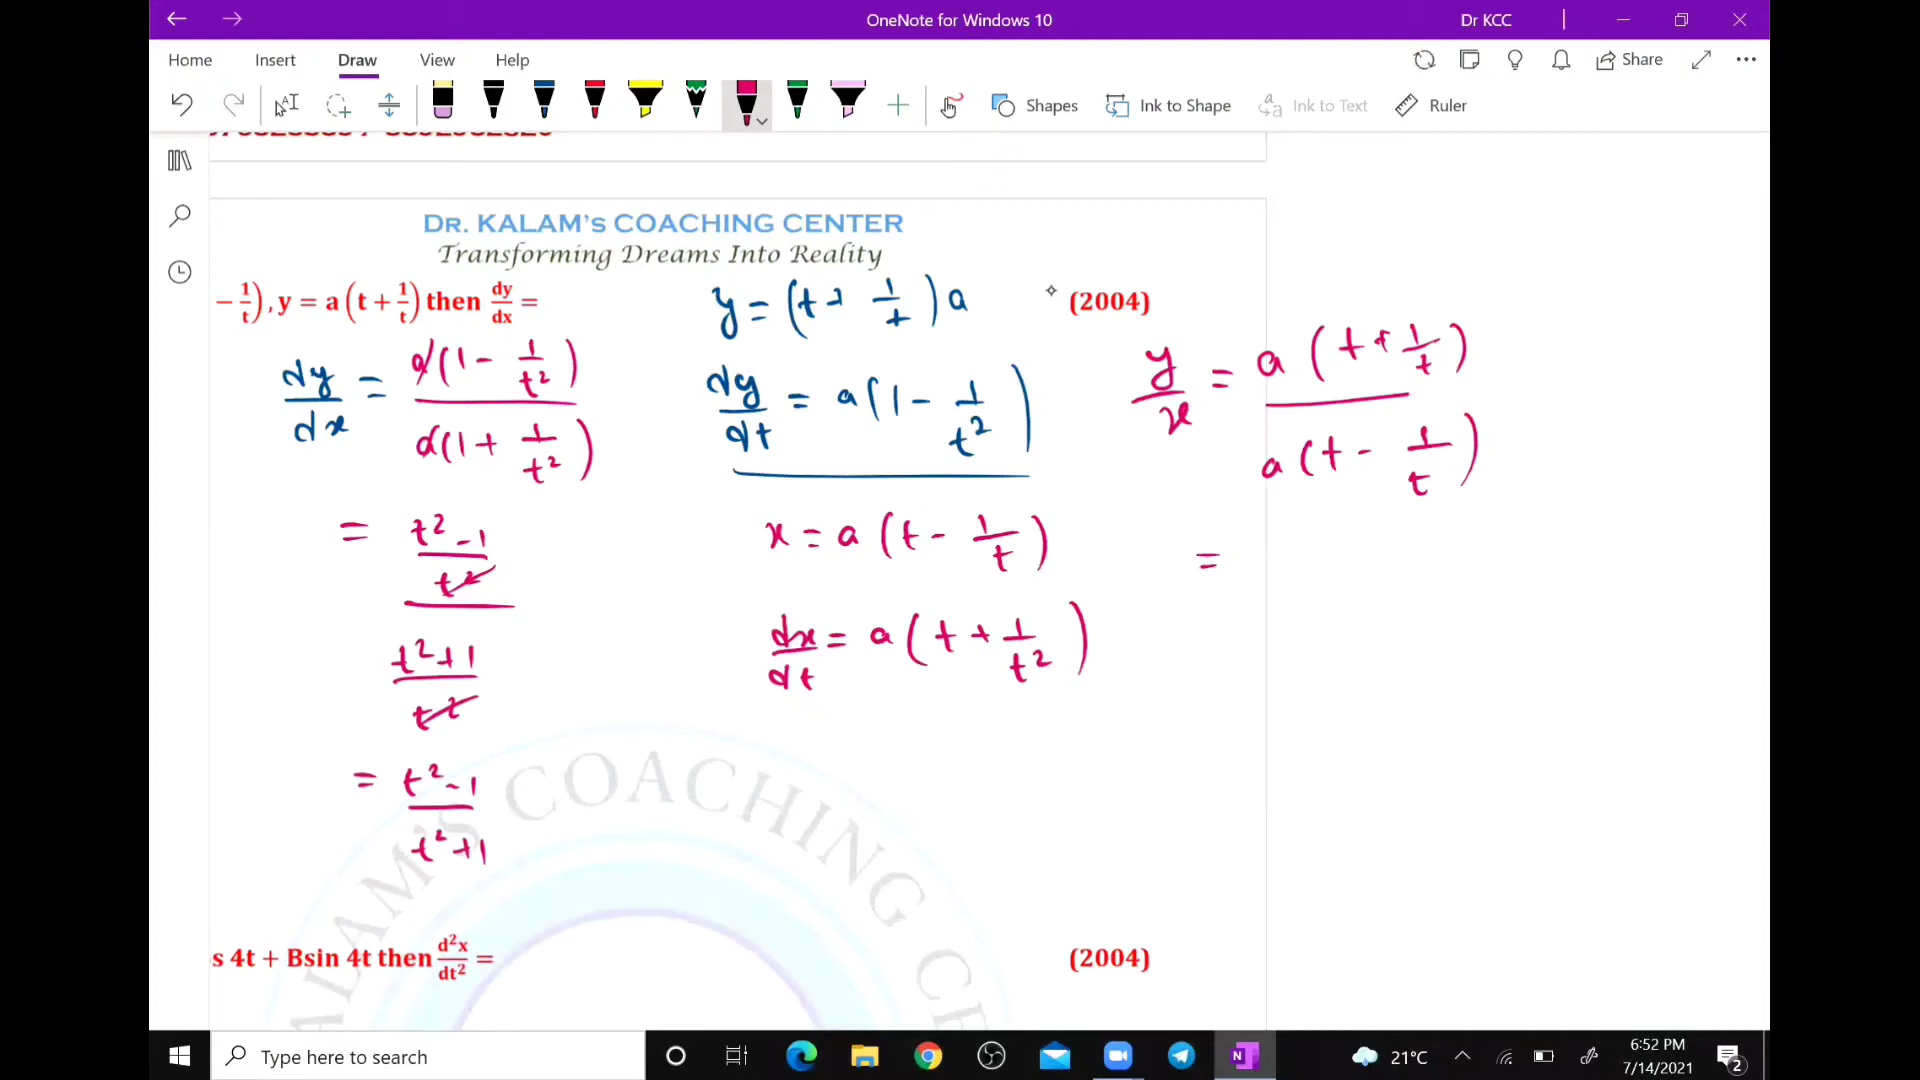 OneNote for Windows 10
Dr KCC
Home Insert Draw View Help
Share
Shapes Ink to Shape Ink to Text Ruler
DR. KALAM's COACHING CENTER
Transforming Dreams Into Reality
− 1/t), y = a (t + 1/t) then dy/dx = (2004)
y = (t + 1/t) a
dy/dx = a(1 - 1/t²) / a(1 + 1/t²)
dy/dt = a(1 - 1/t²)
y/x = a(t + 1/t) / a(t - 1/t)
= t² - 1 / t² / t² + 1 / t²
x = a(t - 1/t)
=
dx/dt = a(t + 1/t²)
= t² - 1 / t² + 1
ALAM'S COACHING CE
s 4t + Bsin 4t then d²x/dt² = (2004)
Type here to search
N
21°C
6:52 PM
7/14/2021
2